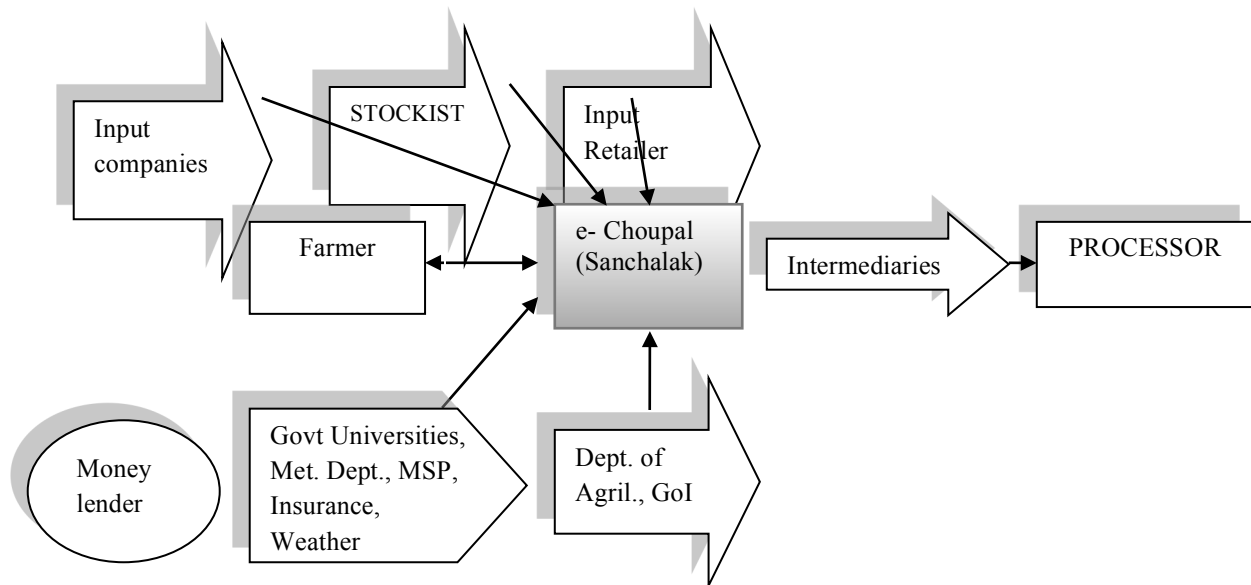 Input
companies
STOCKIST
Input
Retailer
Farmer
e- Choupal
(Sanchalak)
Intermediaries
PROCESSOR
Money
lender
Govt Universities,
Met. Dept., MSP,
Insurance,
Weather
Dept. of
Agril., GoI